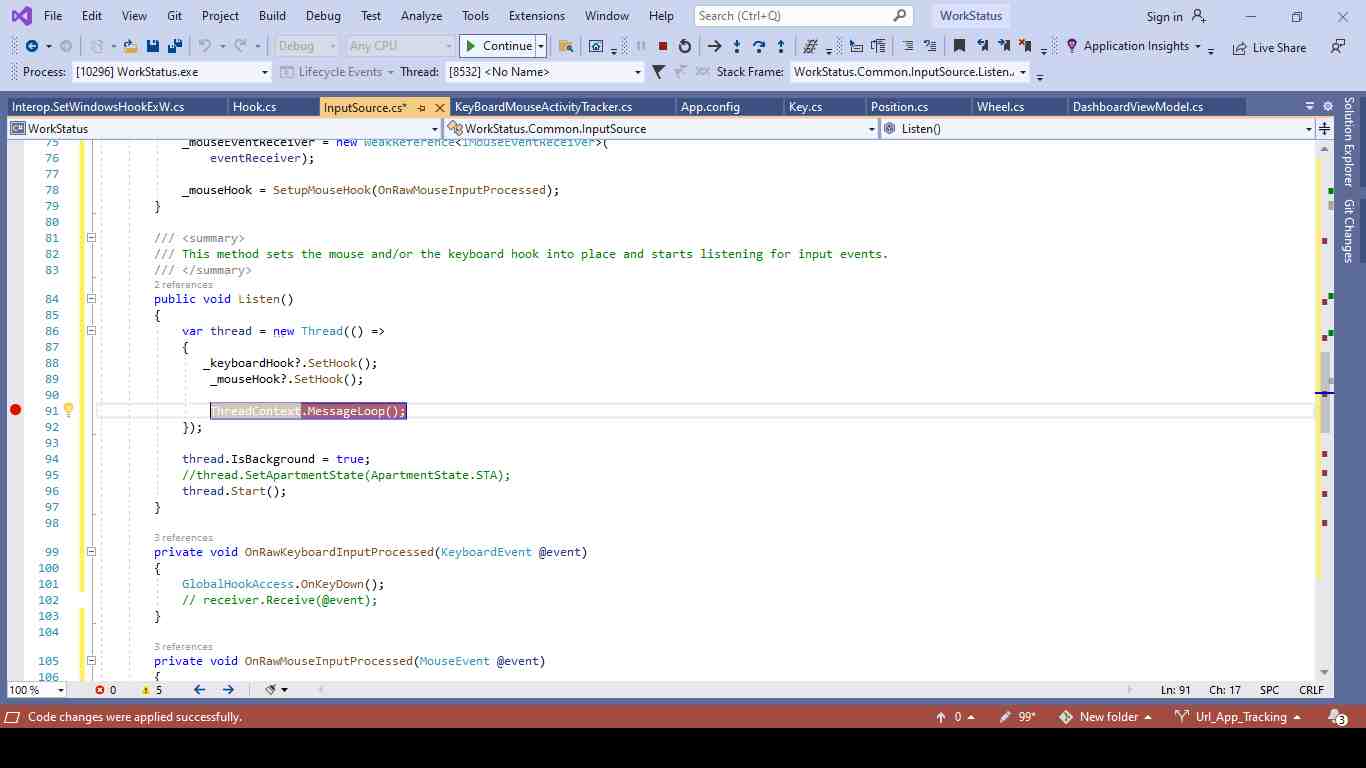 File Edit View Git Project Build Debug Test Analyze Tools Extensions Window Help Search (Ctrl+Q) WorkStatus Sign in
Debug Any CPU Continue Application Insights Live Share
Process: [10296] WorkStatus.exe Lifecycle Events Thread: [8532] <No Name> Stack Frame: WorkStatus.Common.InputSource.Listen.
Interop.SetWindowsHookExW.cs Hook.cs InputSource.cs* KeyBoardMouseActivityTracker.cs App.config Key.cs Position.cs Wheel.cs DashboardViewModel.cs
WorkStatus WorkStatus.Common.InputSource Listen()
Solution Explorer
Git Changes
75 _mouseEventReceiver = new WeakReference<IMouseEventReceiver>(
76 eventReceiver);
77
78 _mouseHook = SetupMouseHook(OnRawMouseInputProcessed);
79 }
80
81 /// <summary>
82 /// This method sets the mouse and/or the keyboard hook into place and starts listening for input events.
83 /// </summary>
2 references
84 public void Listen()
85 {
86 var thread = new Thread(() =>
87 {
88 _keyboardHook?.SetHook();
89 _mouseHook?.SetHook();
90
91 ThreadContext.MessageLoop();
92 });
93
94 thread.IsBackground = true;
95 //thread.SetApartmentState(ApartmentState.STA);
96 thread.Start();
97 }
98
3 references
99 private void OnRawKeyboardInputProcessed(KeyboardEvent @event)
100 {
101 GlobalHookAccess.OnKeyDown();
102 // receiver.Receive(@event);
103 }
104
3 references
105 private void OnRawMouseInputProcessed(MouseEvent @event)
106 {
100 % 0 5 Ln: 91 Ch: 17 SPC CRLF
Code changes were applied successfully. 0 99* New folder Url_App_Tracking 3